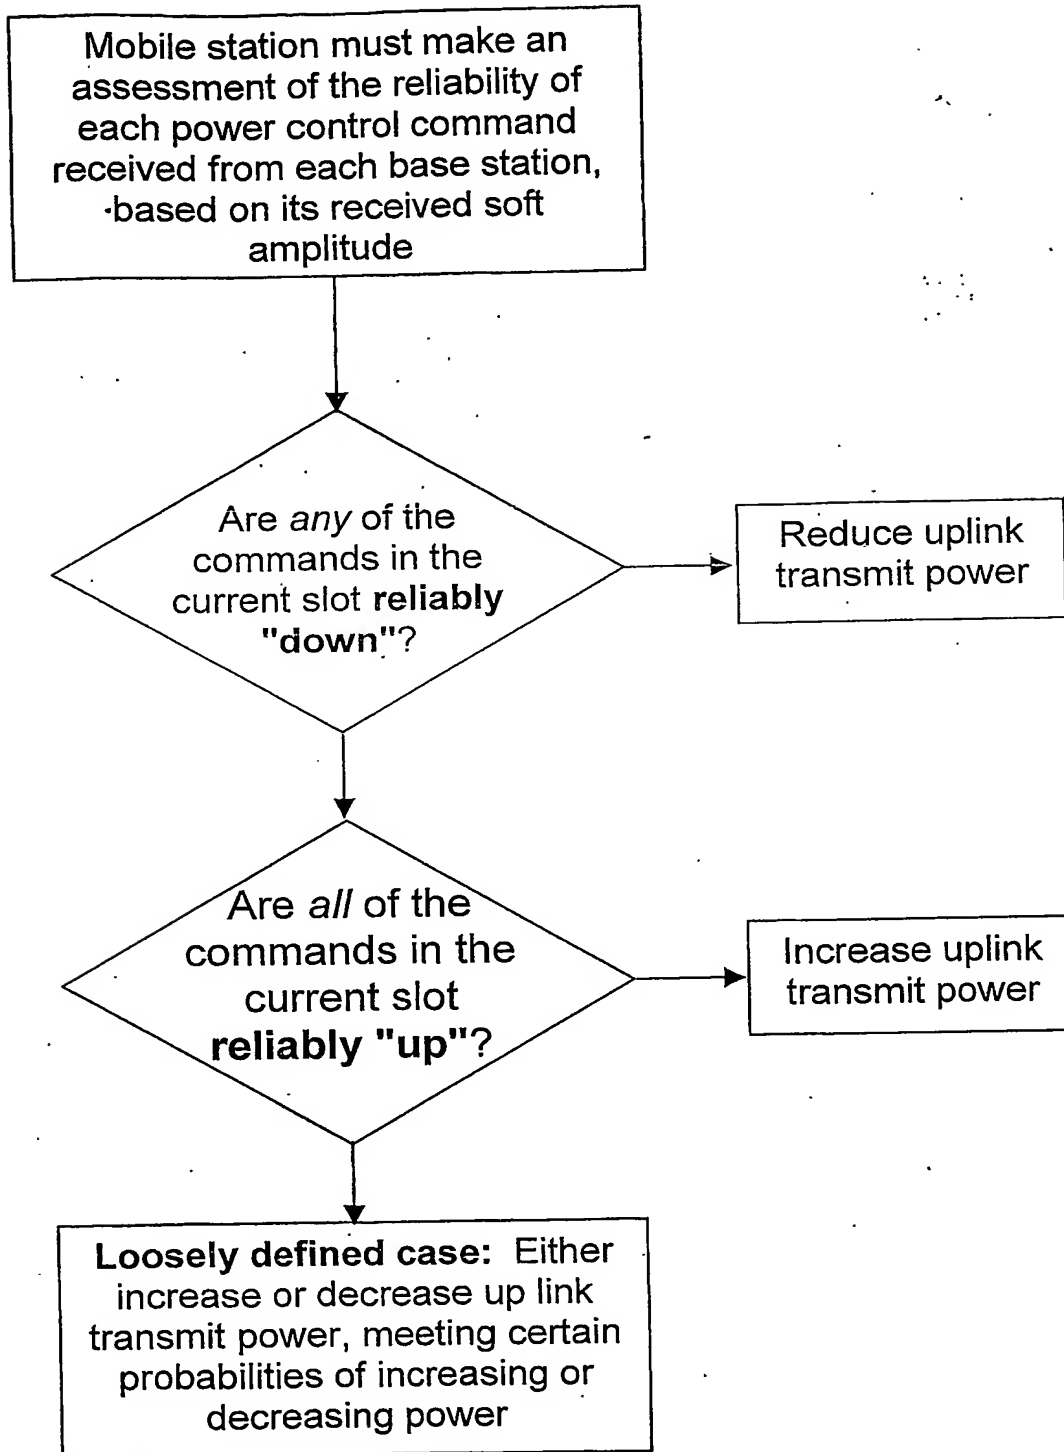 Mobile station must make an
assessment of the reliability of
each power control command
received from each base station,
based on its received soft
amplitude
Are any of the
commands in the
current slot reliably
"down"?
Reduce uplink
transmit power
Are all of the
commands in the
current slot
reliably "up"?
Increase uplink
transmit power
Loosely defined case: Either
increase or decrease up link
transmit power, meeting certain
probabilities of increasing or
decreasing power